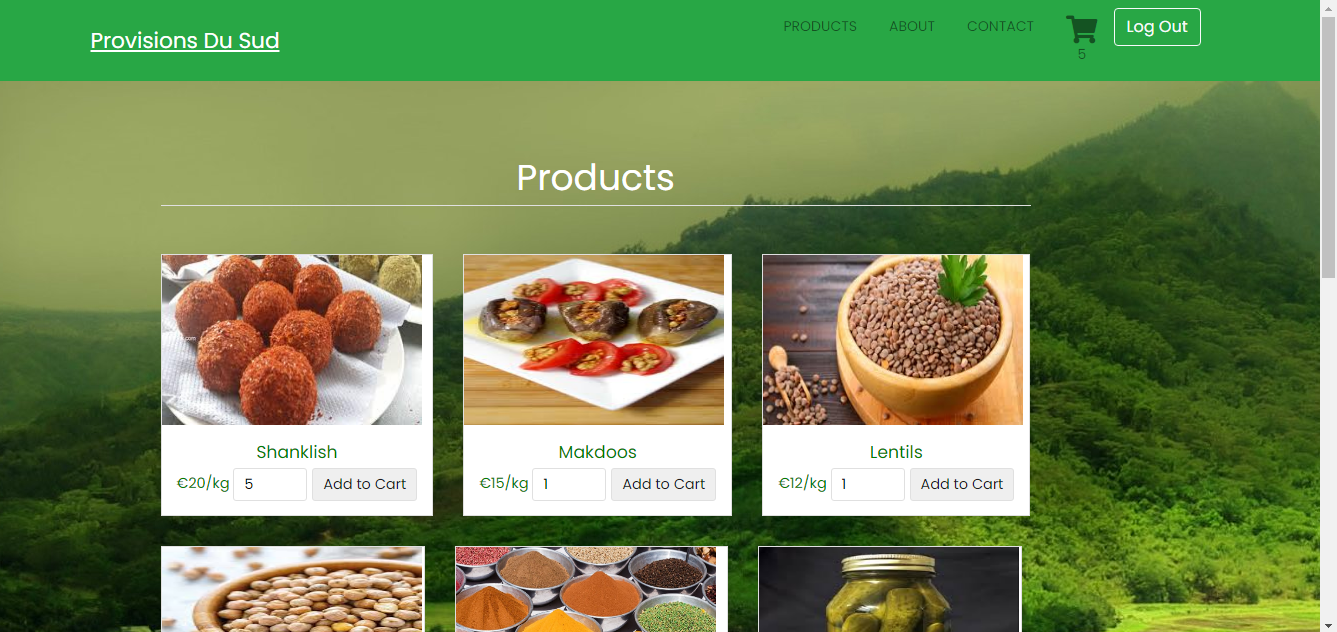 Provisions Du Sud
PRODUCTS ABOUT CONTACT Log Out
5
Products
Shanklish
€20/kg 5 Add to Cart
Makdoos
€15/kg 1 Add to Cart
Lentils
€12/kg 1 Add to Cart